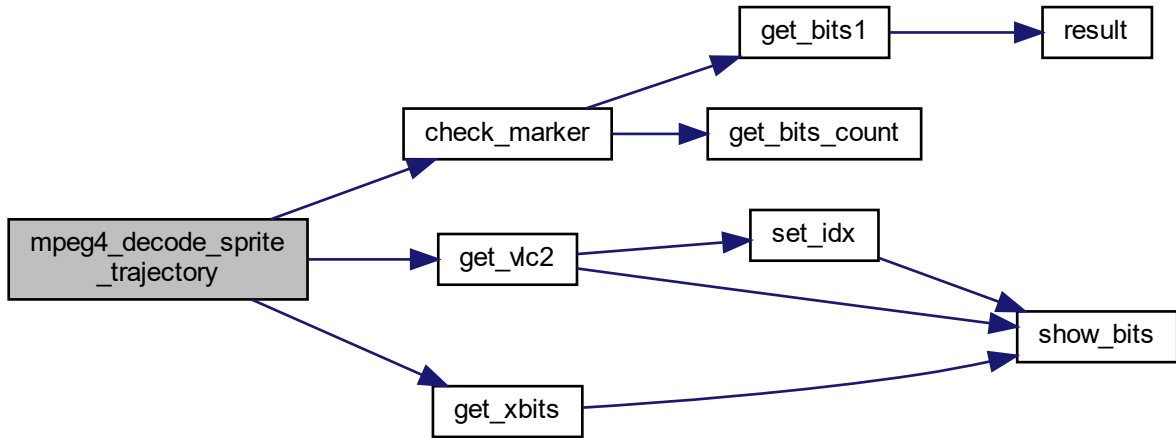 get_bits1
result
check_marker
get_bits_count
mpeg4_decode_sprite
_trajectory
get_vlc2
set_idx
show_bits
get_xbits